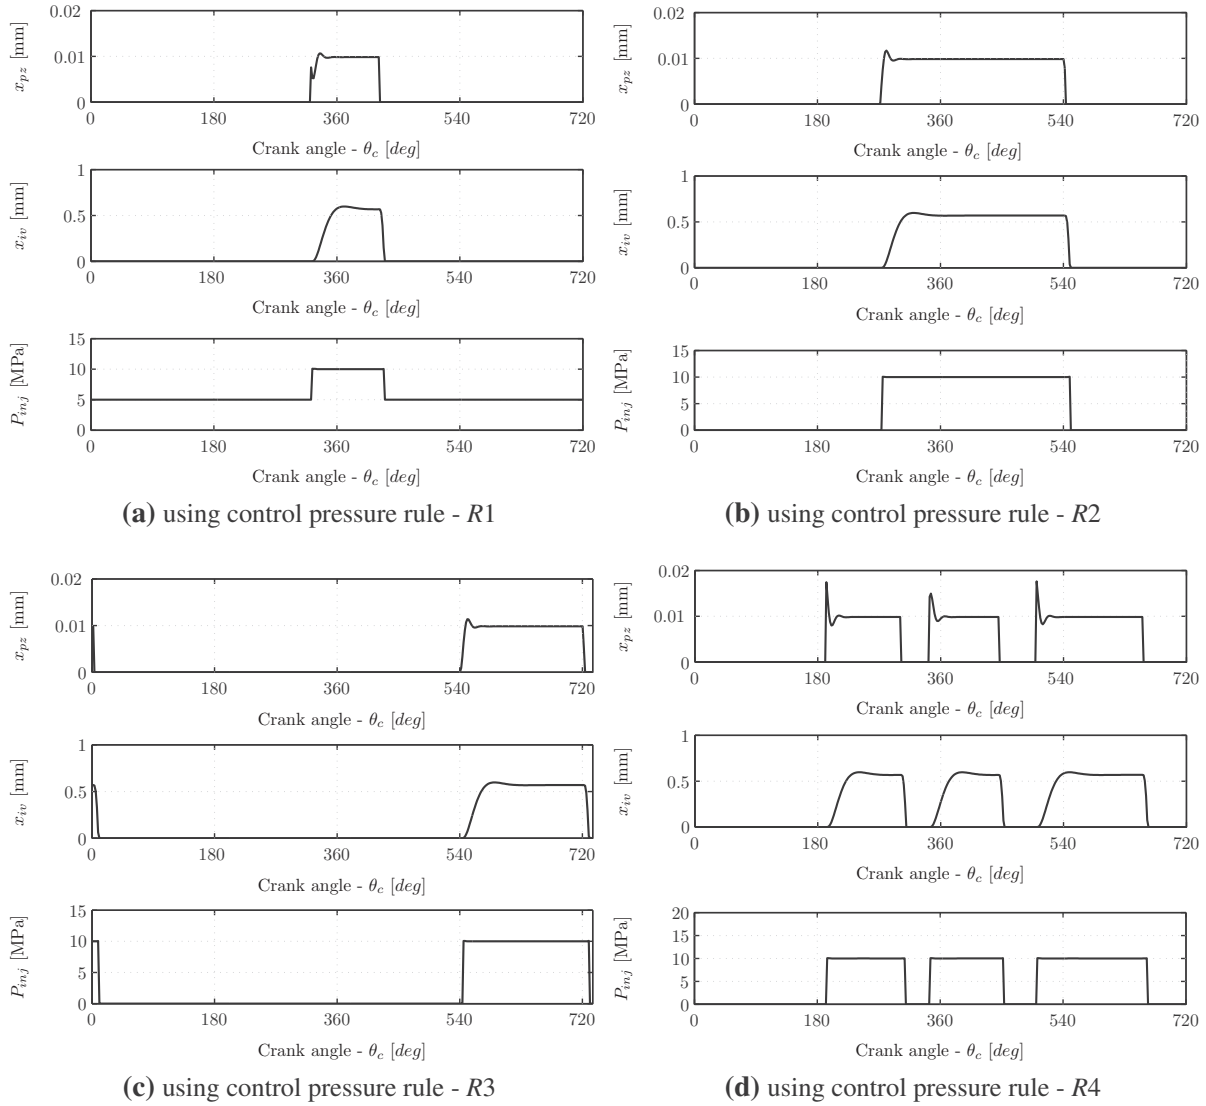 0.02
0.01
0
x_pz [mm]
0 180 360 540 720
Crank angle - θ_c [deg]
1
0.5
0
x_iv [mm]
0 180 360 540 720
Crank angle - θ_c [deg]
15
10
5
0
P_inj [MPa]
0 180 360 540 720
Crank angle - θ_c [deg]
(a) using control pressure rule - R1
0.02
0.01
0
x_pz [mm]
0 180 360 540 720
Crank angle - θ_c [deg]
1
0.5
0
x_iv [mm]
0 180 360 540 720
Crank angle - θ_c [deg]
15
10
5
0
P_inj [MPa]
0 180 360 540 720
Crank angle - θ_c [deg]
(b) using control pressure rule - R2
0.02
0.01
0
x_pz [mm]
0 180 360 540 720
Crank angle - θ_c [deg]
1
0.5
0
x_iv [mm]
0 180 360 540 720
Crank angle - θ_c [deg]
15
10
5
0
P_inj [MPa]
0 180 360 540 720
Crank angle - θ_c [deg]
(c) using control pressure rule - R3
0.02
0.01
0
x_pz [mm]
0 180 360 540 720
Crank angle - θ_c [deg]
1
0.5
0
x_iv [mm]
0 180 360 540 720
Crank angle - θ_c [deg]
20
15
10
5
0
P_inj [MPa]
0 180 360 540 720
Crank angle - θ_c [deg]
(d) using control pressure rule - R4